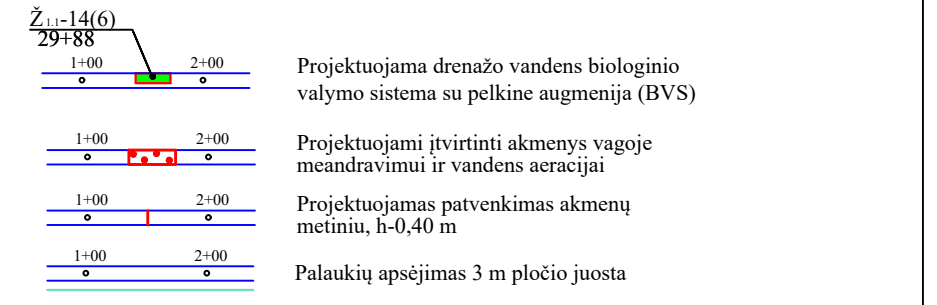 Ž1.1-14(6)
29+88
1+00 2+00
Projektuojama drenažo vandens biologinio
valymo sistema su pelkine augmenija (BVS)
1+00 2+00
Projektuojami įtvirtinti akmenys vagoje
meandravimui ir vandens aeracijai
1+00 2+00
Projektuojamas patvenkimas akmenų
metiniu, h-0,40 m
1+00 2+00
Palaukių apsėjimas 3 m pločio juosta